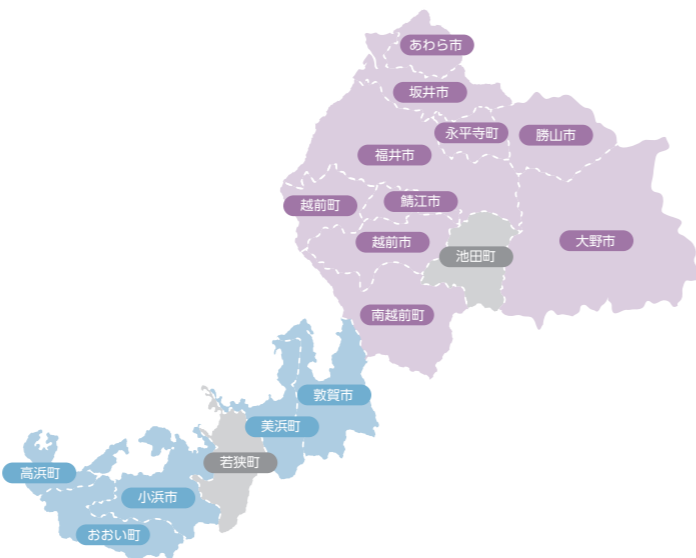 あわら市
坂井市
永平寺町
勝山市
福井市
越前町
鯖江市
越前市
大野市
池田町
南越前町
敦賀市
美浜町
若狭町
高浜町
小浜市
おおい町